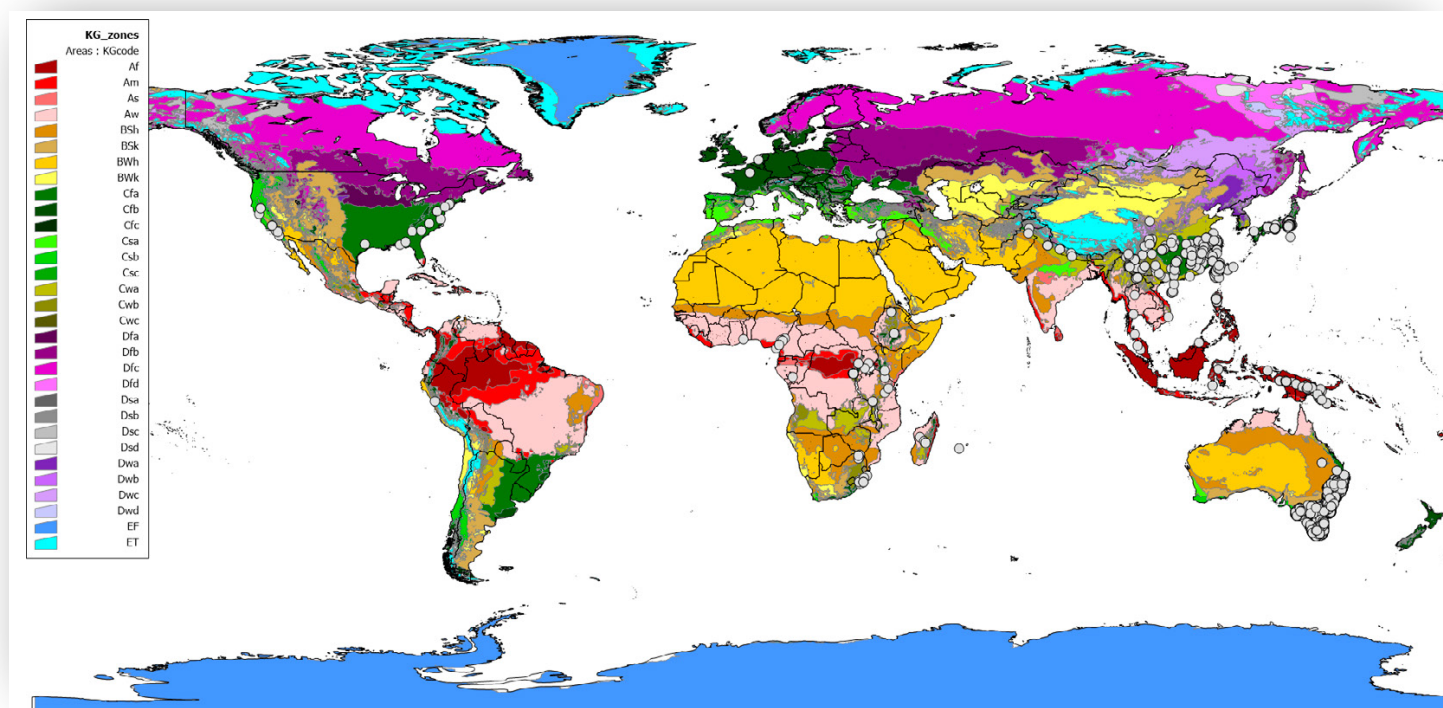 KG_zones
Areas : KGcode
Af
Am
As
Aw
BSh
BSk
BWh
BWk
Cfa
Cfb
Cfc
Csa
Csb
Csc
Cwa
Cwb
Cwc
Dfa
Dfb
Dfc
Dfd
Dsa
Dsb
Dsc
Dsd
Dwa
Dwb
Dwc
Dwd
EF
ET